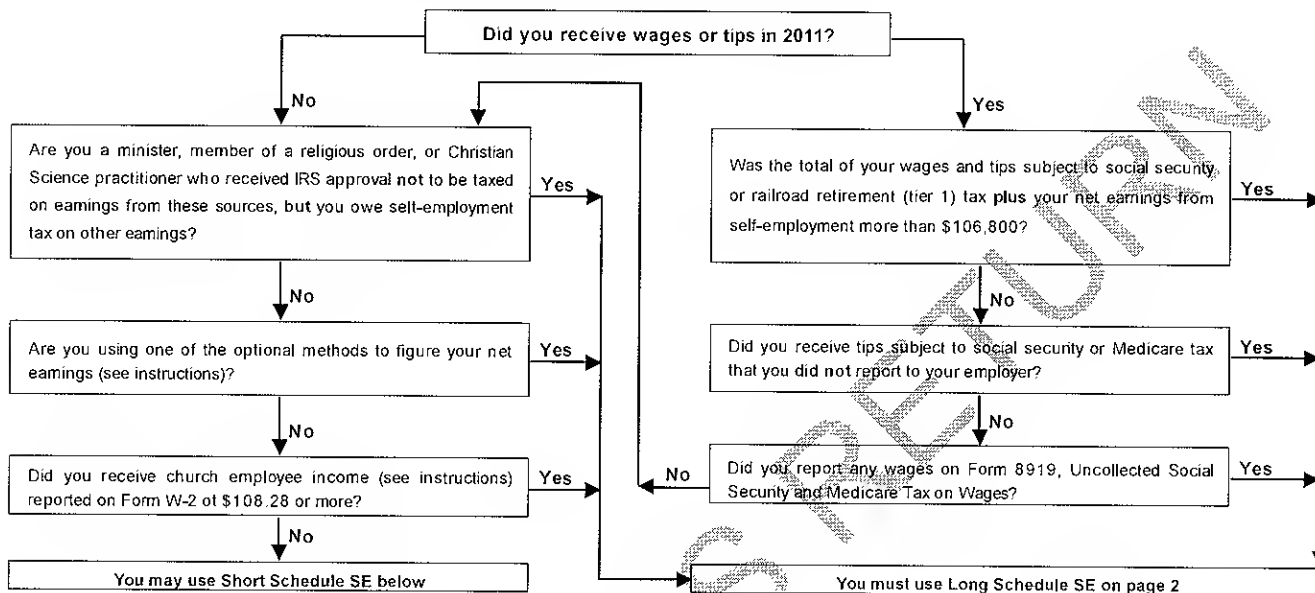 Did you receive wages or tips in 2011?
No
Yes
Are you a minister, member of a religious order, or Christian
Science practitioner who received IRS approval not to be taxed
on earnings from these sources, but you owe self-employment
tax on other earnings?
Yes
Was the total of your wages and tips subject to social security
or railroad retirement (tier 1) tax plus your net earnings from
self-employment more than $106,800?
Yes
No
No
Are you using one of the optional methods to figure your net
earnings (see instructions)?
Yes
Did you receive tips subject to social security or Medicare tax
that you did not report to your employer?
Yes
No
No
Did you receive church employee income (see instructions)
reported on Form W-2 ot $108.28 or more?
Yes
No
Did you report any wages on Form 8919, Uncollected Social
Security and Medicare Tax on Wages?
Yes
No
You may use Short Schedule SE below
You must use Long Schedule SE on page 2
S RETURN